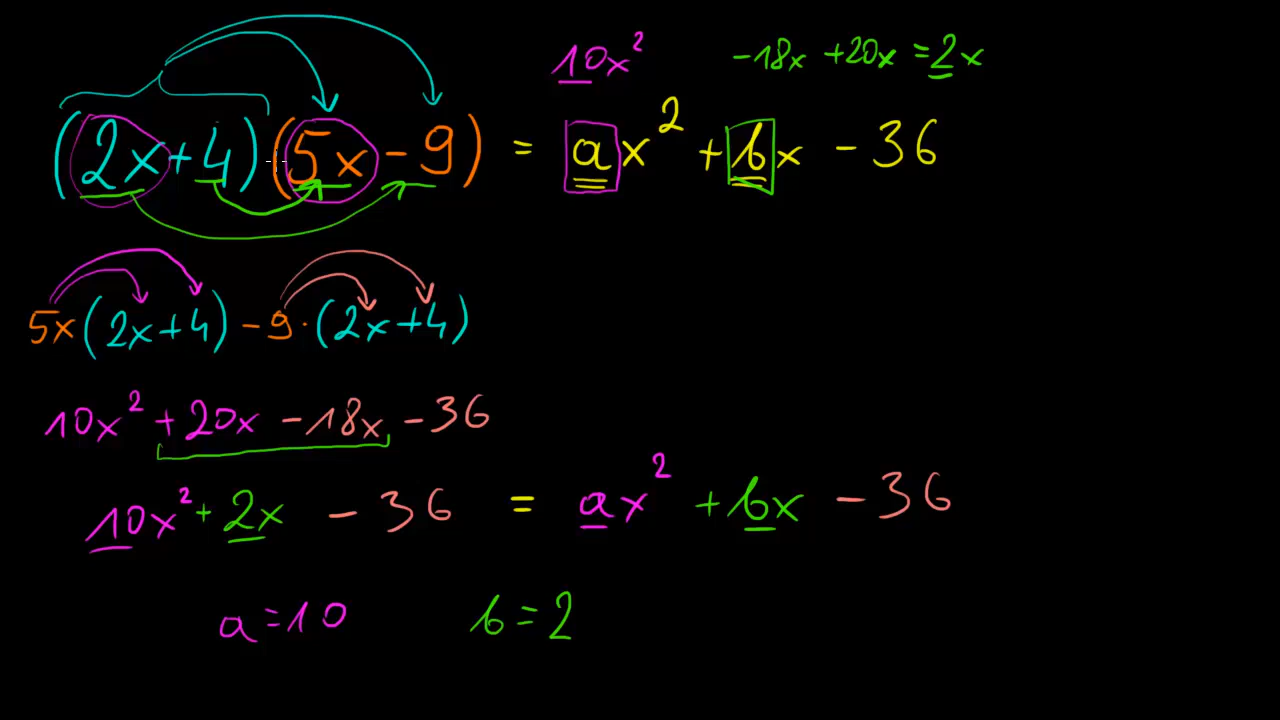 10x² -18x +20x = 2x
(2x+4)(5x-9) = ax² + bx - 36
5x(2x+4) - 9·(2x+4)
10x² +20x -18x -36
10x² + 2x - 36 = ax² + bx - 36
a=10 b=2